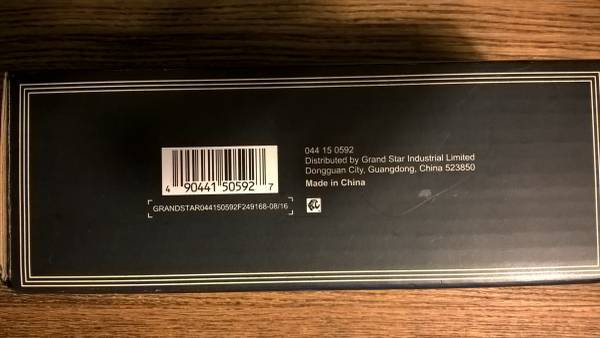 4 90441 50592 7
GRANDSTAR044150592F249168-08/16
044 15 0592
Distributed by Grand Star Industrial Limited
Dongguan City, Guangdong, China 523850
Made in China